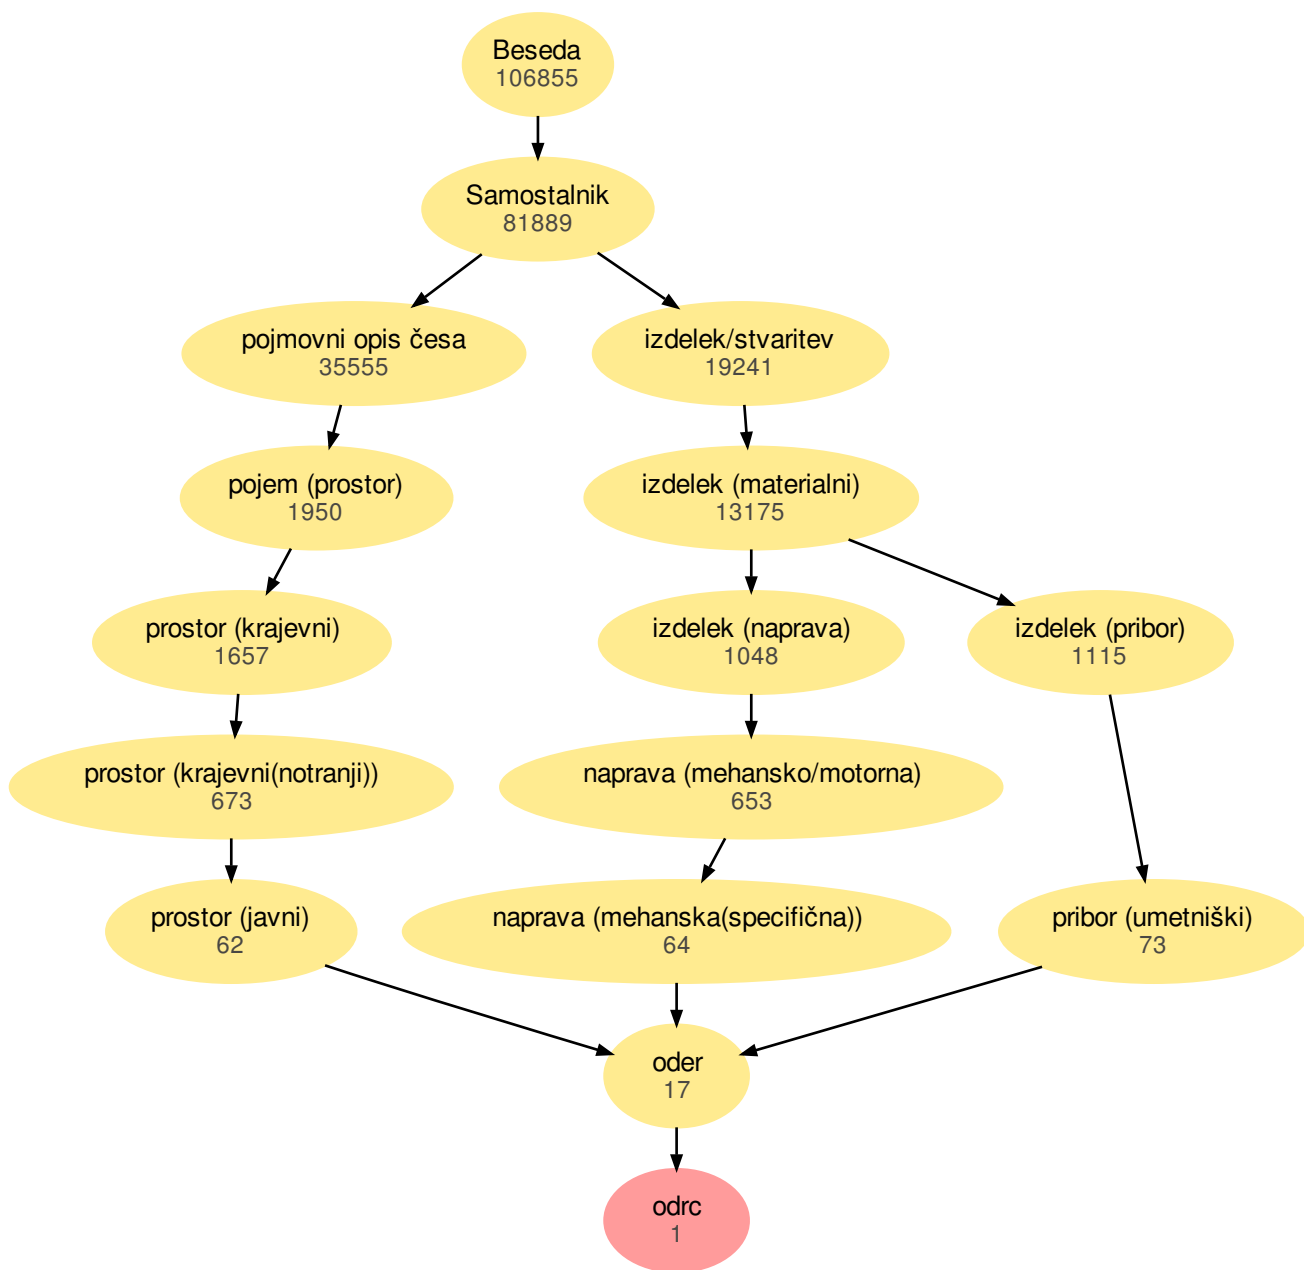 Beseda
106855
Samostalnik
81889
pojmovni opis česa
35555
izdelek/stvaritev
19241
pojem (prostor)
1950
izdelek (materialni)
13175
prostor (krajevni)
1657
izdelek (naprava)
1048
izdelek (pribor)
1115
prostor (krajevni(notranji))
673
naprava (mehansko/motorna)
653
prostor (javni)
62
naprava (mehanska(specifična))
64
pribor (umetniški)
73
oder
17
odrc
1